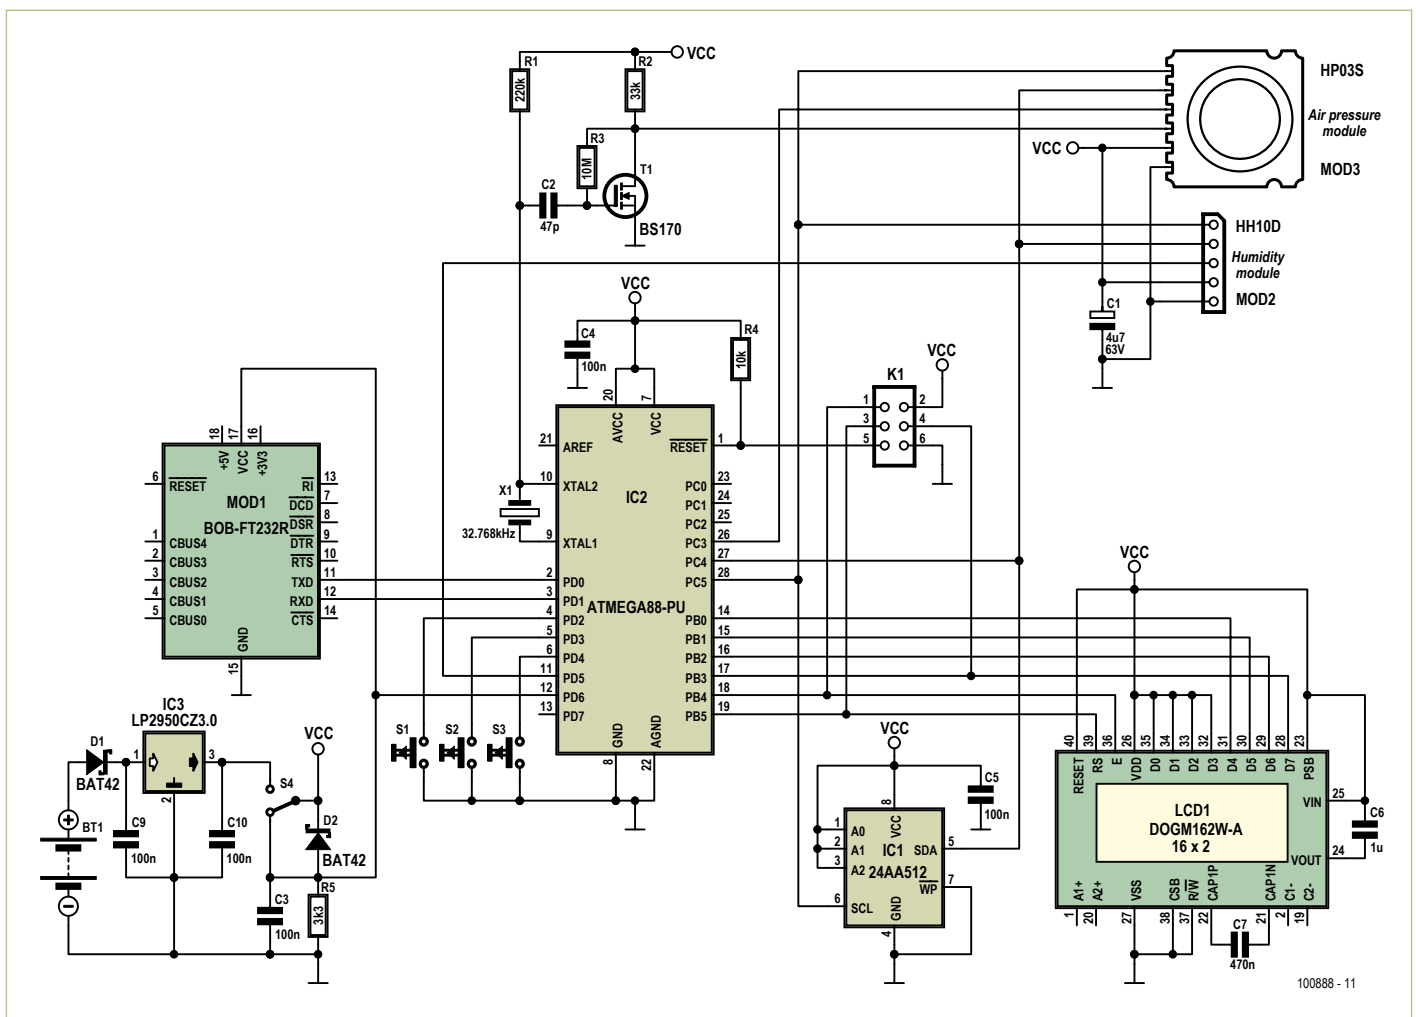 R1
220k
R2
33k
VCC
R3
10M
C2
47p
T1
BS170
HP03S
Air pressure
module
VCC
MOD3
HH10D
Humidity
module
MOD2
C1
4u7
63V
VCC
C4
100n
R4
10k
K1
VCC
1 2
3 4
5 6
18 17 16
+5V VCC +3V3
6 RESET
RI 13
DCD 7
DSR 8
DTR 9
RTS 10
TXD 11
RXD 12
CTS 14
MOD1
BOB-FT232R
1 CBUS4
2 CBUS3
3 CBUS2
4 CBUS1
5 CBUS0
GND
15
X1
32.768kHz
20 7
AVCC VCC
21 AREF
10 XTAL2
9 XTAL1
2 PD0
3 PD1
4 PD2
5 PD3
6 PD4
11 PD5
12 PD6
13 PD7
IC2
ATMEGA88-PU
RESET 1
PC0 23
PC1 24
PC2 25
PC3 26
PC4 27
PC5 28
PB0 14
PB1 15
PB2 16
PB3 17
PB4 18
PB5 19
GND AGND
8 22
S1 S2 S3
IC3
LP2950CZ3.0
D1
BAT42
1 3
2
BT1
C9
100n
C10
100n
S4
VCC
D2
BAT42
C3
100n
R5
3k3
VCC
C5
100n
8
VCC
1 A0
2 A1
3 A2
6 SCL
IC1
24AA512
SDA 5
WP 7
GND
4
VCC
40 39 36 26 35 34 33 32 31 30 29 28 23
RESET RS E VDD D0 D1 D2 D3 D4 D5 D6 D7 PSB
LCD1
DOGM162W-A
16 x 2
VIN 25
VOUT 24
C6
1u
A1+ A2+ VSS CSB R/W CAP1P CAP1N C1- C2-
1 20 27 38 37 22 21 2 19
C7
470n
100888 - 11